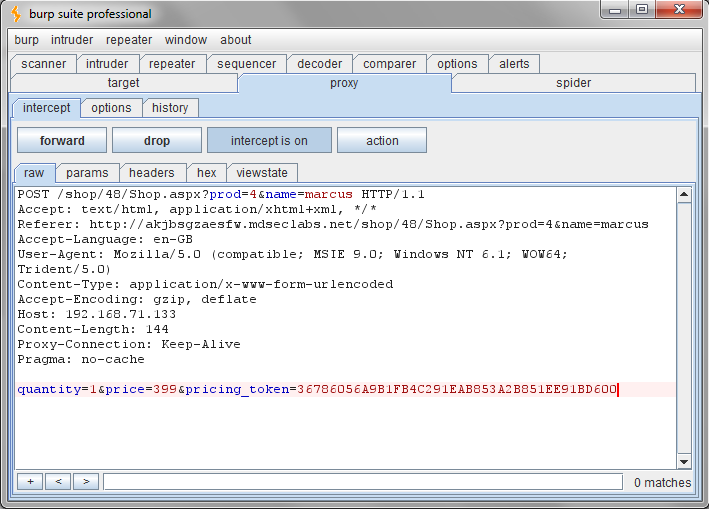 burp suite professional
burp intruder repeater window about
scanner intruder repeater sequencer decoder comparer options alerts
target proxy spider
intercept options history
forward drop intercept is on action
raw params headers hex viewstate
POST /shop/48/Shop.aspx?prod=4&name=marcus HTTP/1.1
Accept: text/html, application/xhtml+xml, */*
Referer: http://akjbsgzaesfw.mdseclabs.net/shop/48/Shop.aspx?prod=4&name=marcus
Accept-Language: en-GB
User-Agent: Mozilla/5.0 (compatible; MSIE 9.0; Windows NT 6.1; WOW64;
Trident/5.0)
Content-Type: application/x-www-form-urlencoded
Accept-Encoding: gzip, deflate
Host: 192.168.71.133
Content-Length: 144
Proxy-Connection: Keep-Alive
Pragma: no-cache
quantity=1&price=399&pricing_token=36786056A9B1FB4C291EAB853A2B851EE91BD600
+ < > 0 matches